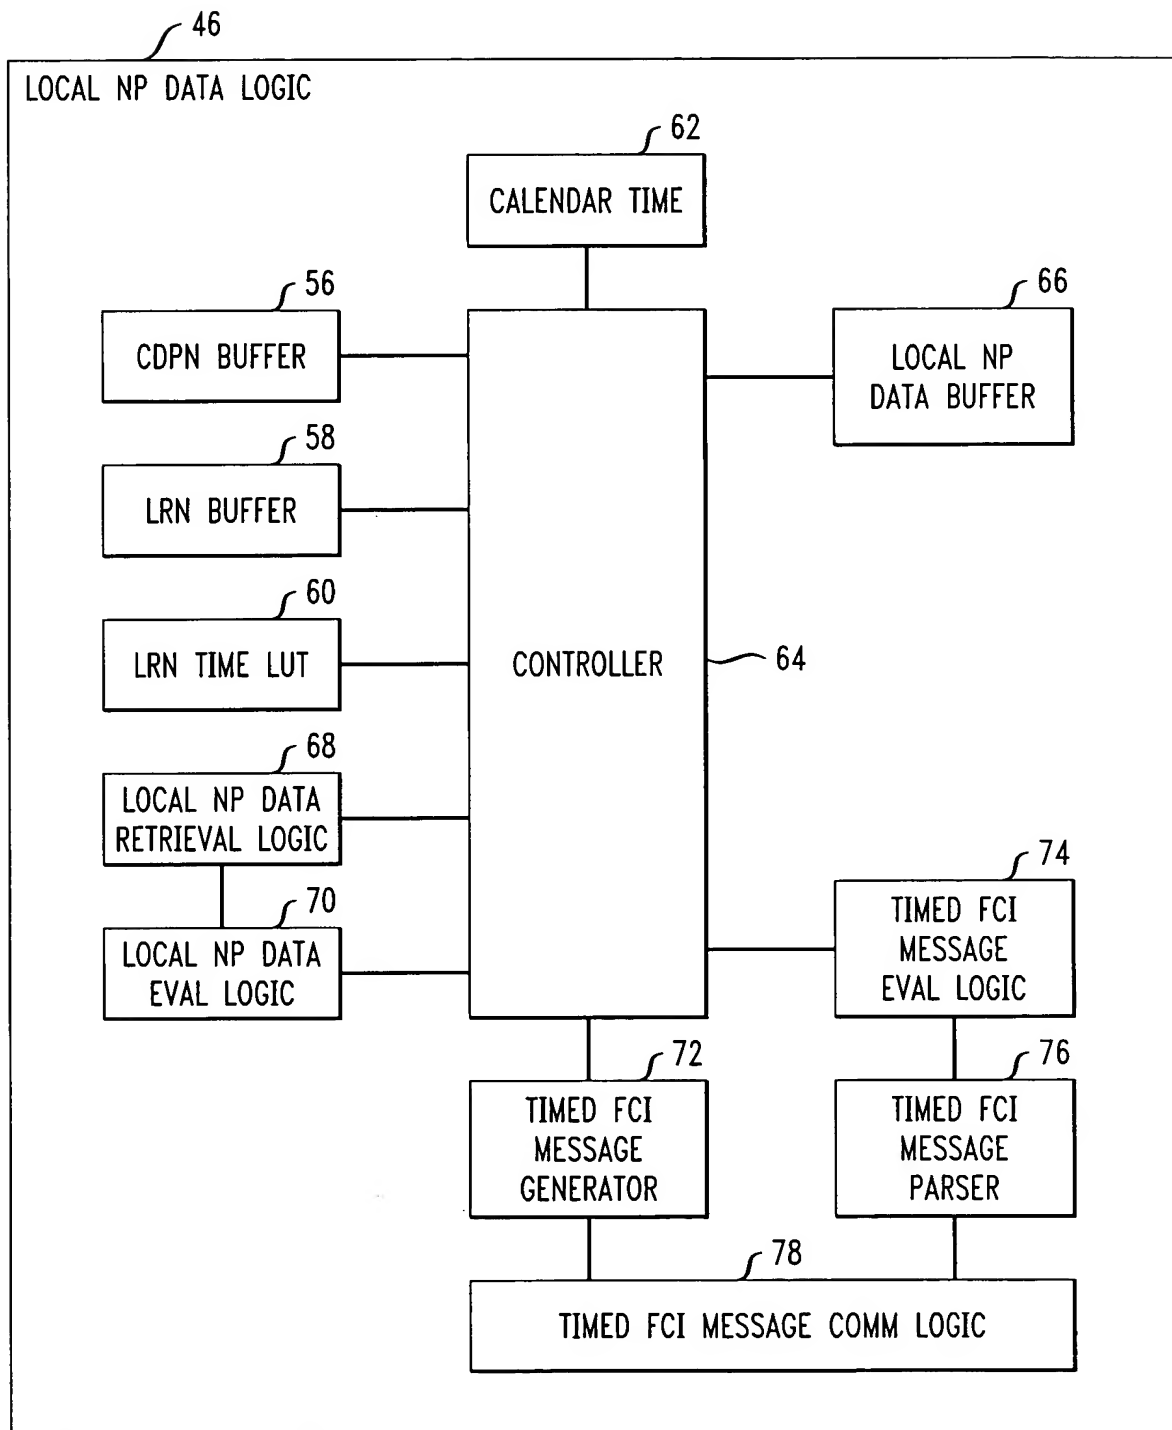 46
LOCAL NP DATA LOGIC
62
CALENDAR TIME
56
CDPN BUFFER
66
LOCAL NP
DATA BUFFER
58
LRN BUFFER
60
LRN TIME LUT
CONTROLLER
64
68
LOCAL NP DATA
RETRIEVAL LOGIC
70
LOCAL NP DATA
EVAL LOGIC
74
TIMED FCI
MESSAGE
EVAL LOGIC
72
TIMED FCI
MESSAGE
GENERATOR
76
TIMED FCI
MESSAGE
PARSER
78
TIMED FCI MESSAGE COMM LOGIC